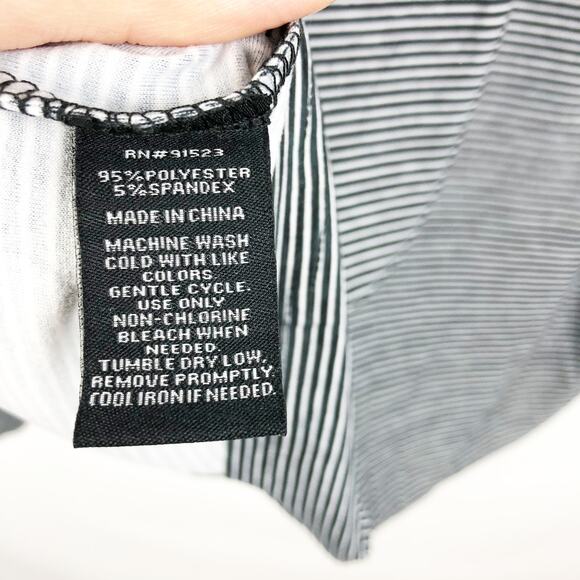 RN#91523
95%POLYESTER
5%SPANDEX
MADE IN CHINA
MACHINE WASH
COLD WITH LIKE
COLORS.
GENTLE CYCLE.
USE ONLY
NON-CHLORINE
BLEACH WHEN
NEEDED.
TUMBLE DRY LOW.
REMOVE PROMPTLY.
COOL IRON IF NEEDED.